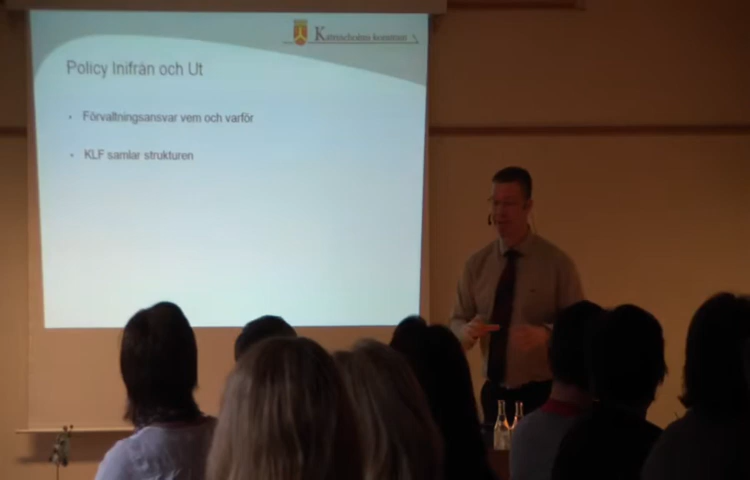 Katrineholms kommun
Policy Inifrån och Ut
Förvaltningsansvar vem och varför
KLF samlar strukturen